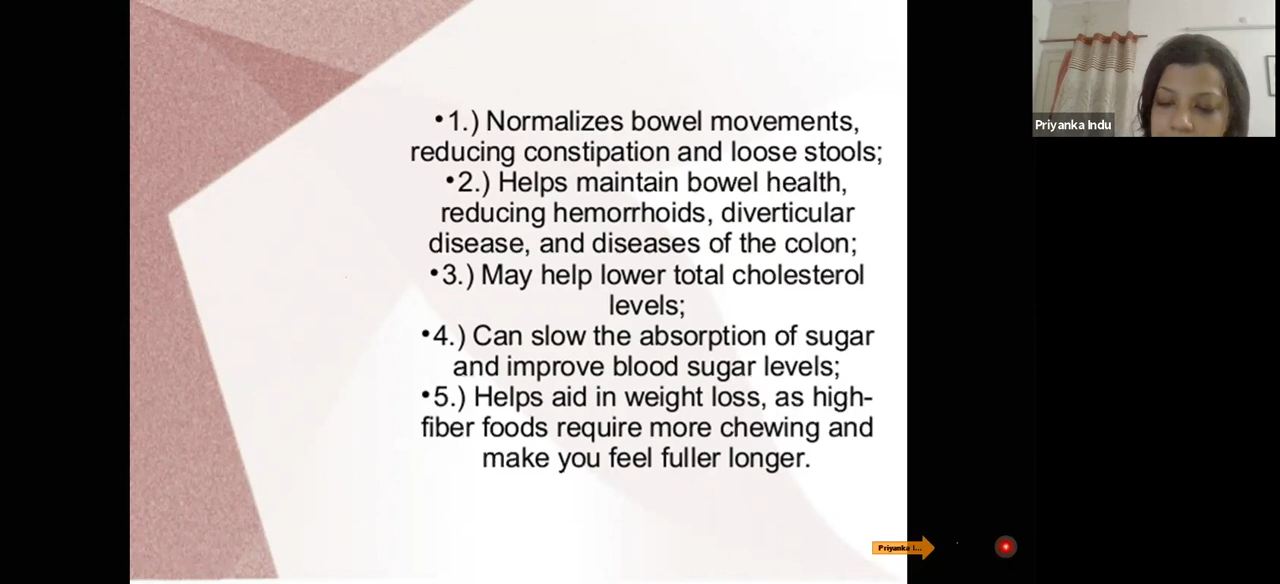 •1.) Normalizes bowel movements,
reducing constipation and loose stools;
•2.) Helps maintain bowel health,
reducing hemorrhoids, diverticular
disease, and diseases of the colon;
•3.) May help lower total cholesterol
levels;
•4.) Can slow the absorption of sugar
and improve blood sugar levels;
•5.) Helps aid in weight loss, as high-
fiber foods require more chewing and
make you feel fuller longer.
Priyanka Indu
Priyanka I...